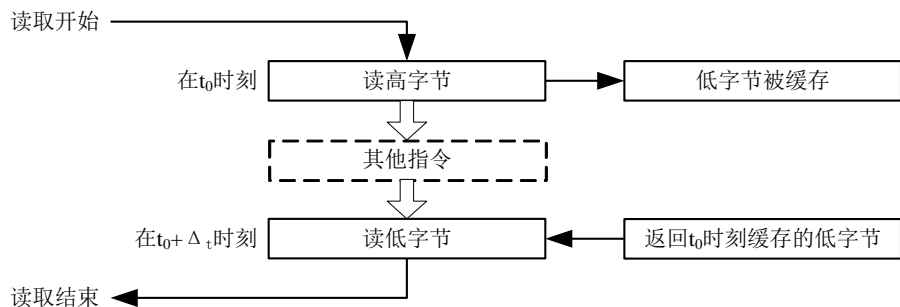 读取开始
在t₀时刻
读高字节
低字节被缓存
其他指令
在t₀+Δt时刻
读低字节
返回t₀时刻缓存的低字节
读取结束